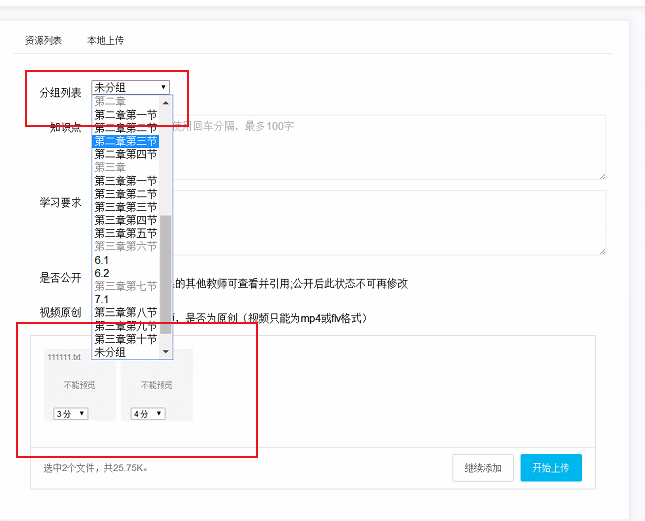 资源列表 本地上传
分组列表 未分组
第二章
第二章第一节
第二章第二节
第二章第三节
第二章第四节
第三章
第三章第一节
第三章第二节
第三章第三节
第三章第四节
第三章第五节
第三章第六节
6.1
6.2
第三章第七节
7.1
第三章第八节
第三章第九节
第三章第十节
未分组
知识点 使用回车分隔，最多100字
学习要求
是否公开 的其他教师可查看并引用;公开后此状态不可再修改
视频原创 ，是否为原创（视频只能为mp4或flv格式）
111111.txt
不能预览 不能预览
3 分 4 分
选中2个文件，共25.75K。 继续添加 开始上传